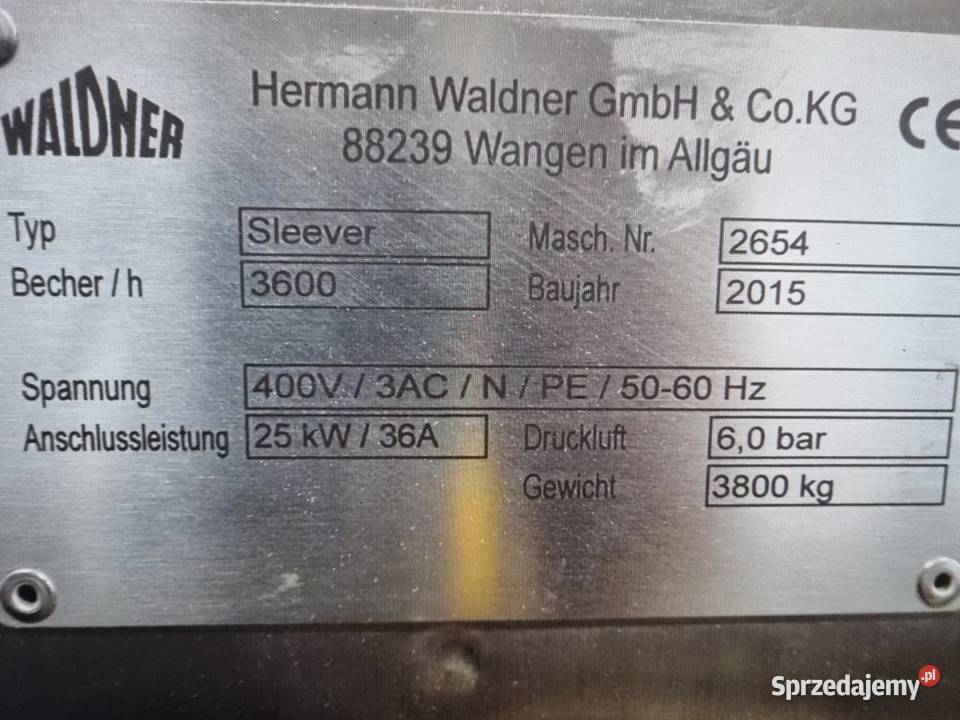 WALDNER
Hermann Waldner GmbH & Co.KG
88239 Wangen im Allgäu
CE
Typ Sleever Masch. Nr. 2654
Becher / h 3600 Baujahr 2015
Spannung 400V / 3AC / N / PE / 50-60 Hz
Anschlussleistung 25 kW / 36A Druckluft 6,0 bar
Gewicht 3800 kg
Sprzedajemy.pl